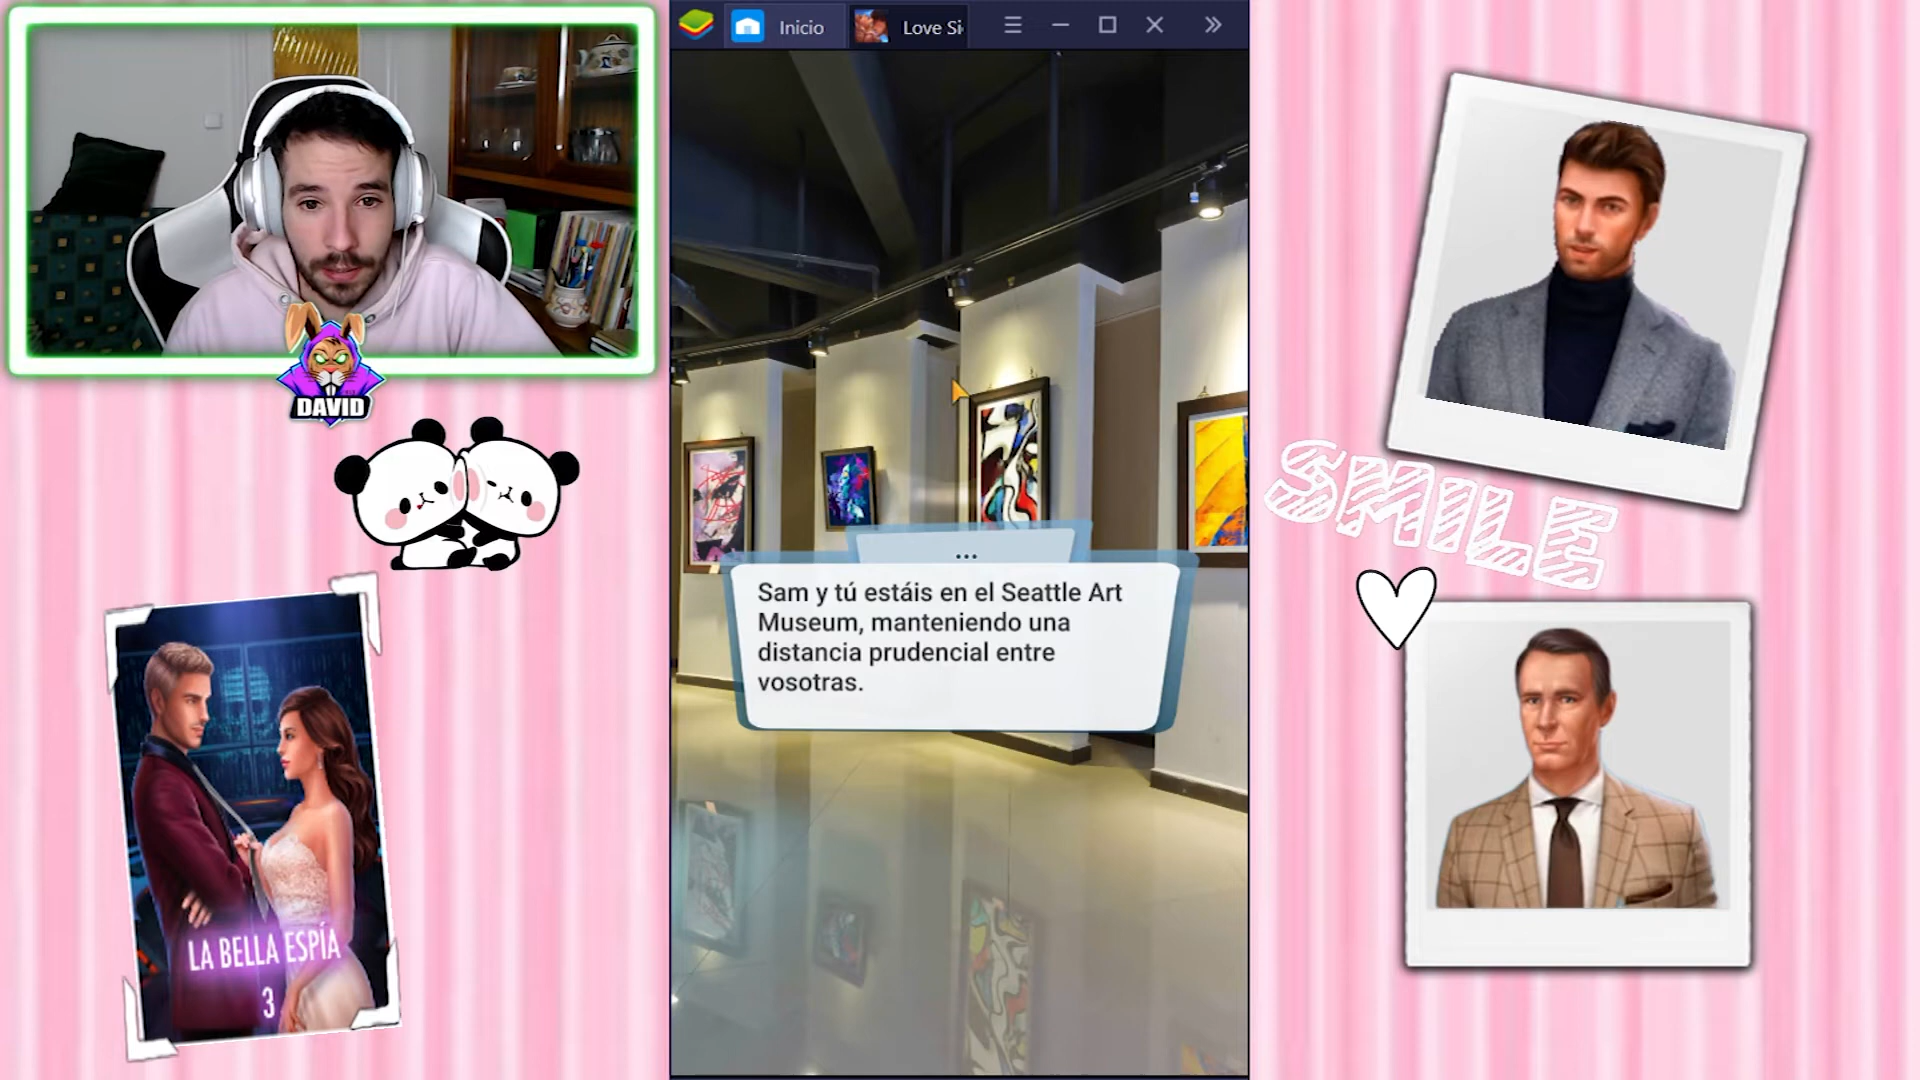 Inicio
Love Si
DAVID
...
Sam y tú estáis en el Seattle Art
Museum, manteniendo una
distancia prudencial entre
vosotras.
SMILE
LA BELLA ESPÍA
3